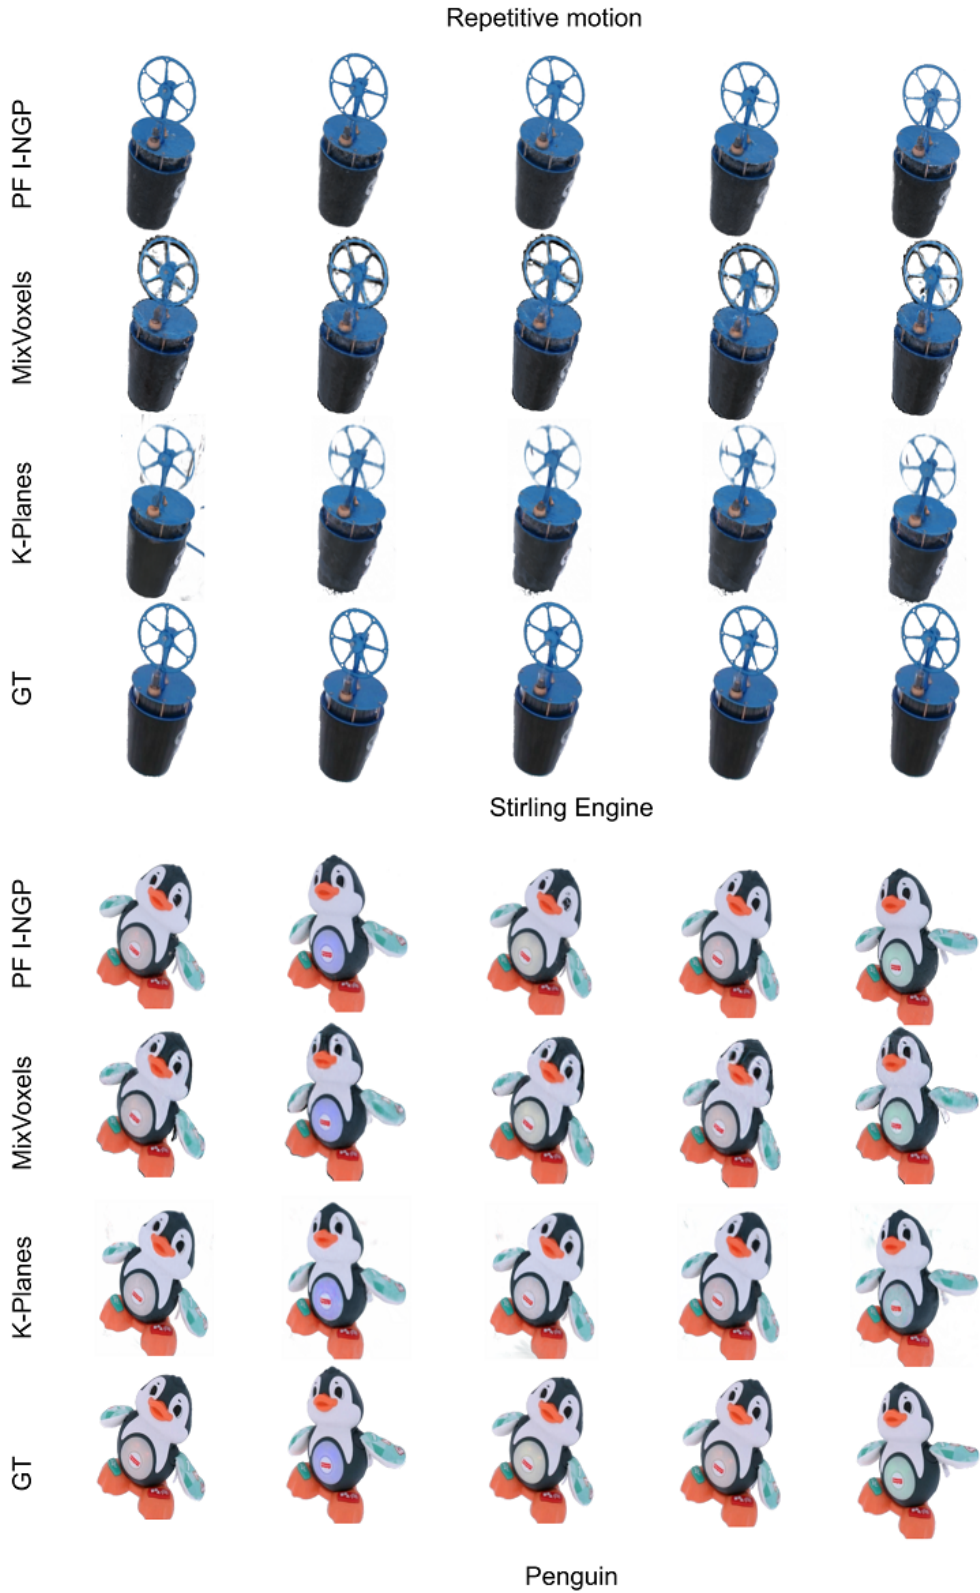 Repetitive motion
PF I-NGP
MixVoxels
K-Planes
GT
Stirling Engine
PF I-NGP
MixVoxels
K-Planes
GT
Penguin